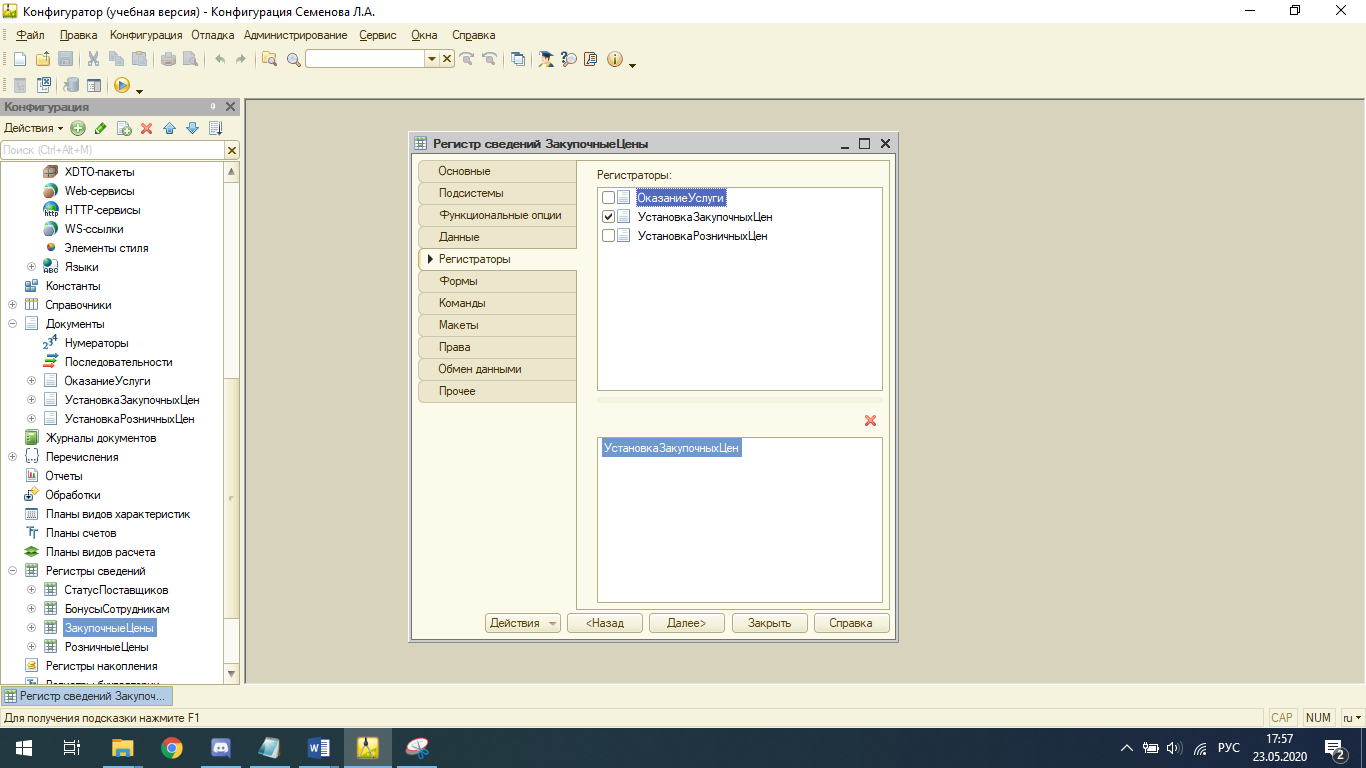 Конфигуратор (учебная версия) - Конфигурация Семенова Л.А.
Файл Правка Конфигурация Отладка Администрирование Сервис Окна Справка
Конфигурация
Действия
Поиск (Ctrl+Alt+M)
XDTO-пакеты
Web-сервисы
HTTP-сервисы
WS-ссылки
Элементы стиля
Языки
Константы
Справочники
Документы
Нумераторы
Последовательности
ОказаниеУслуги
УстановкаЗакупочныхЦен
УстановкаРозничныхЦен
Журналы документов
Перечисления
Отчеты
Обработки
Планы видов характеристик
Планы счетов
Планы видов расчета
Регистры сведений
СтатусПоставщиков
БонусыСотрудникам
ЗакупочныеЦены
РозничныеЦены
Регистры накопления
Регистр сведений ЗакупочныеЦены
Основные
Подсистемы
Функциональные опции
Данные
Регистраторы
Формы
Команды
Макеты
Права
Обмен данными
Прочее
Регистраторы:
ОказаниеУслуги
УстановкаЗакупочныхЦен
УстановкаРозничныхЦен
УстановкаЗакупочныхЦен
Действия <Назад Далее> Закрыть Справка
Регистр сведений Закупоч...
Для получения подсказки нажмите F1 CAP NUM ru
РУС 17:57
23.05.2020 2